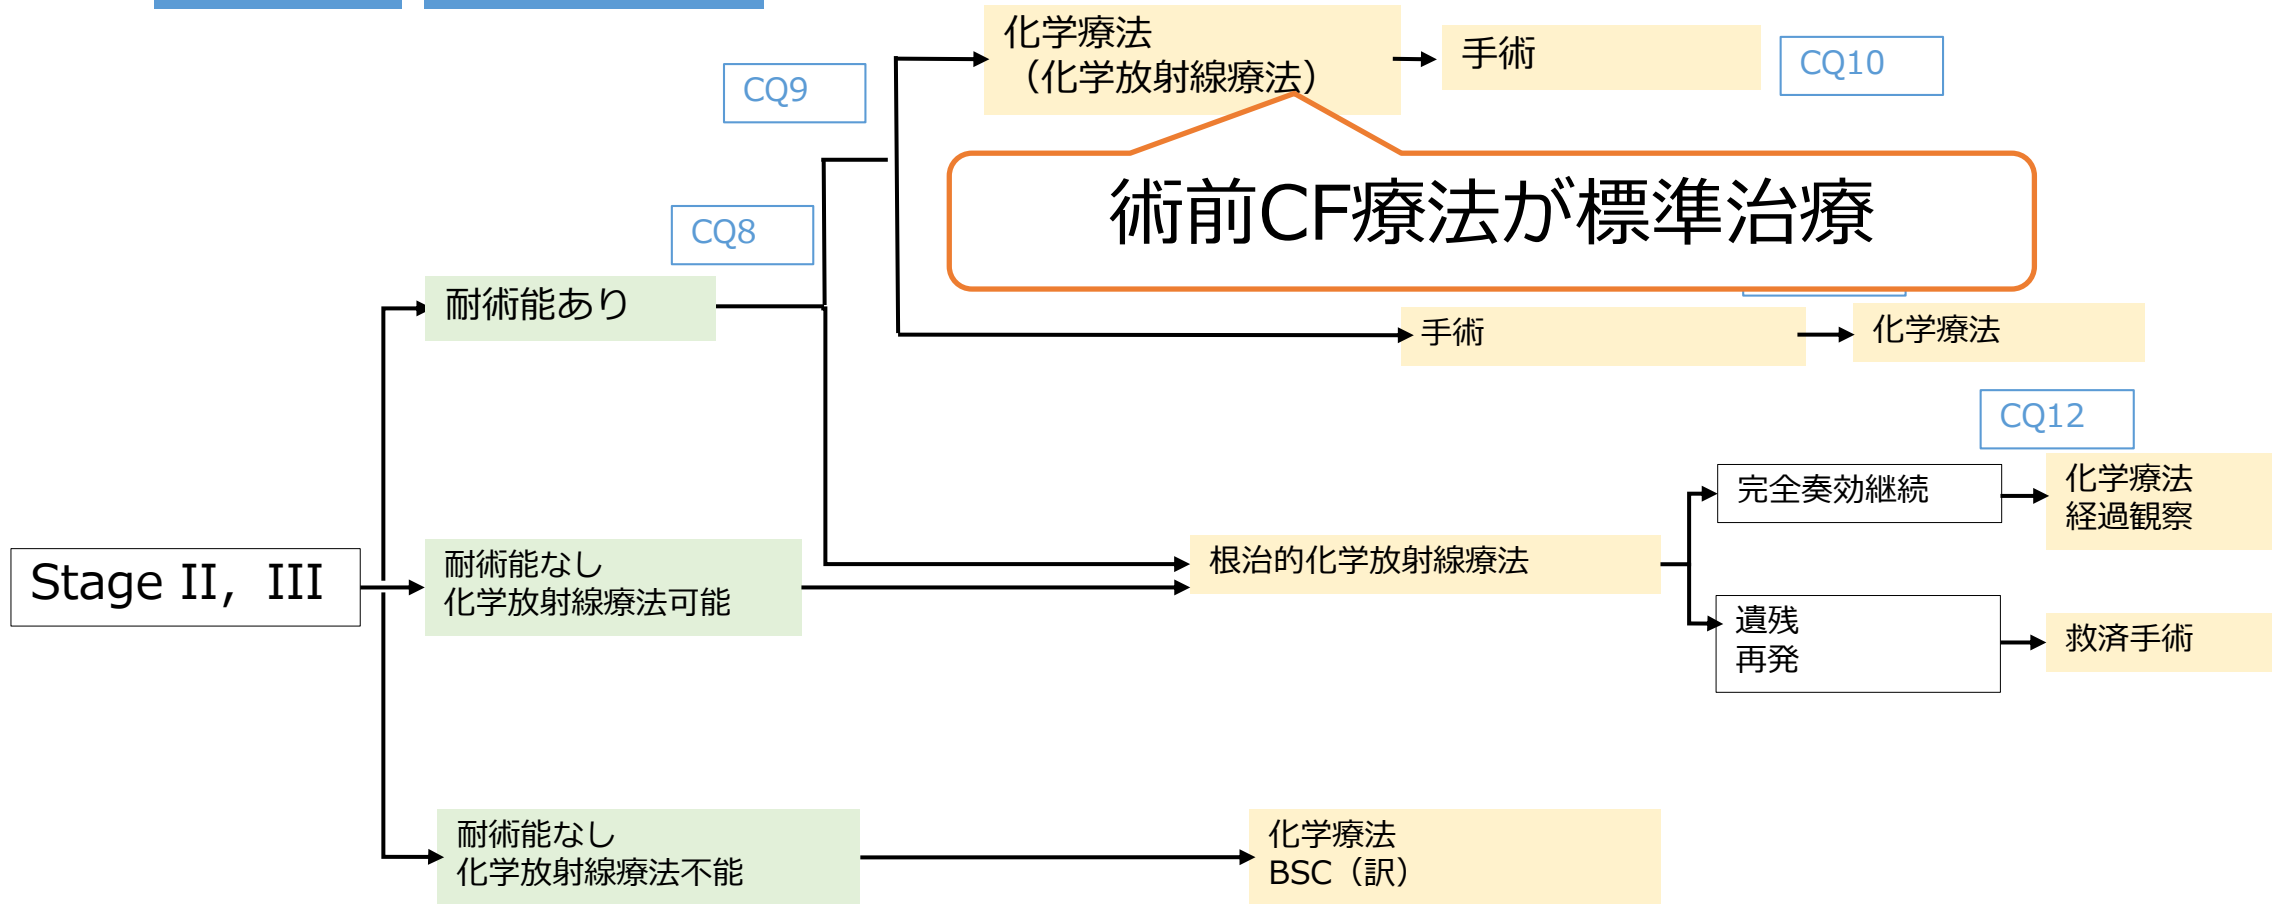 化学療法
（化学放射線療法）
手術
CQ10
CQ9
術前CF療法が標準治療
CQ8
耐術能あり
手術
化学療法
CQ12
完全奏効継続
化学療法
経過観察
Stage II, III
耐術能なし
化学放射線療法可能
根治的化学放射線療法
遺残
再発
救済手術
耐術能なし
化学放射線療法不能
化学療法
BSC（訳）